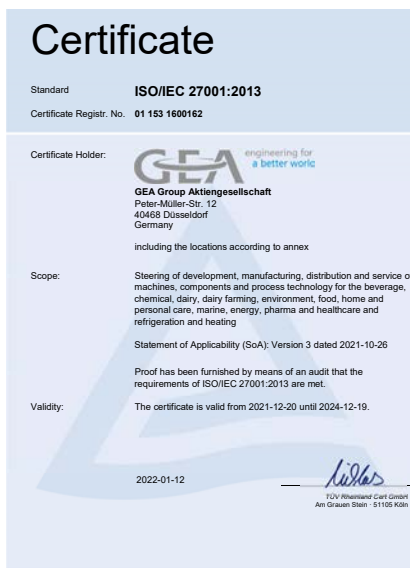 Certificate
Standard ISO/IEC 27001:2013
Certificate Registr. No. 01 153 1600162
Certificate Holder: GEA engineering for
a better world
GEA Group Aktiengesellschaft
Peter-Müller-Str. 12
40468 Düsseldorf
Germany
including the locations according to annex
Scope: Steering of development, manufacturing, distribution and service o
machines, components and process technology for the beverage,
chemical, dairy, dairy farming, environment, food, home and
personal care, marine, energy, pharma and healthcare and
refrigeration and heating
Statement of Applicability (SoA): Version 3 dated 2021-10-26
Proof has been furnished by means of an audit that the
requirements of ISO/IEC 27001:2013 are met.
Validity: The certificate is valid from 2021-12-20 until 2024-12-19.
2022-01-12
TÜV Rheinland Cert GmbH
Am Grauen Stein · 51105 Köln